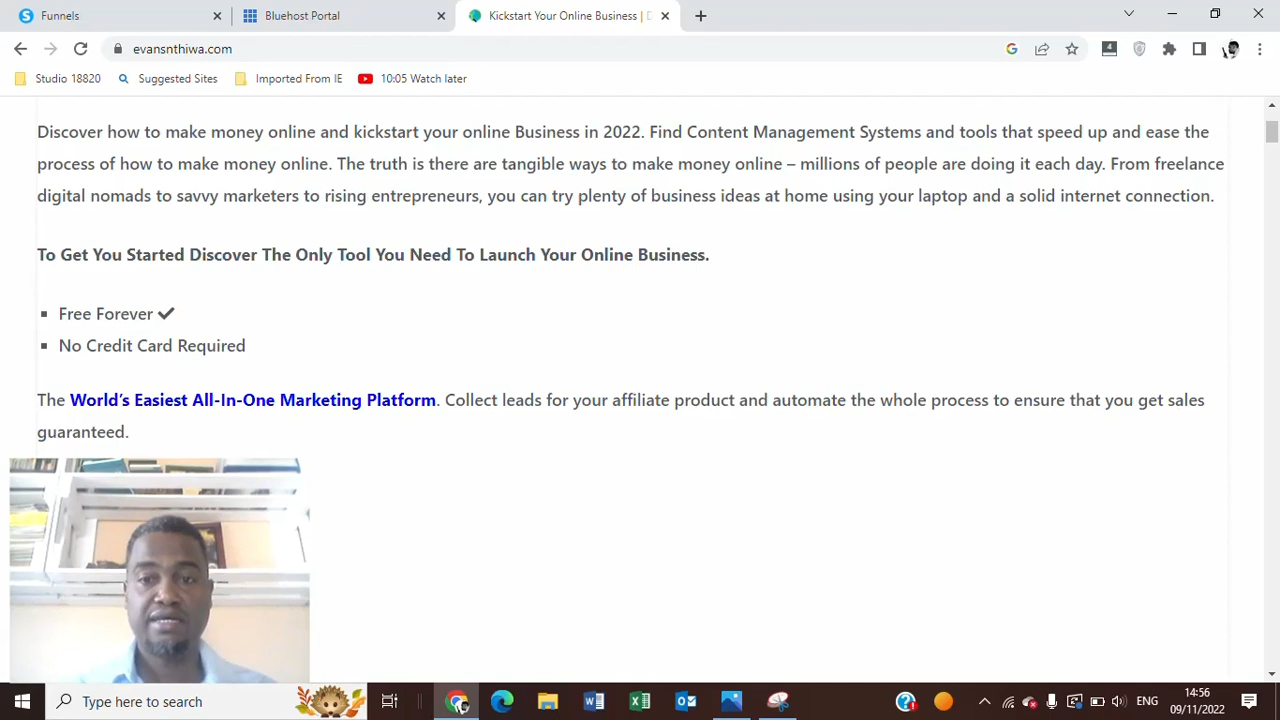 Funnels
Bluehost Portal
Kickstart Your Online Business |
evansnthiwa.com
Studio 18820
Suggested Sites
Imported From IE
10:05 Watch later
Discover how to make money online and kickstart your online Business in 2022. Find Content Management Systems and tools that speed up and ease the
process of how to make money online. The truth is there are tangible ways to make money online – millions of people are doing it each day. From freelance
digital nomads to savvy marketers to rising entrepreneurs, you can try plenty of business ideas at home using your laptop and a solid internet connection.
To Get You Started Discover The Only Tool You Need To Launch Your Online Business.
Free Forever ✔
No Credit Card Required
The World's Easiest All-In-One Marketing Platform. Collect leads for your affiliate product and automate the whole process to ensure that you get sales
guaranteed.
Type here to search
ENG
14:56
09/11/2022